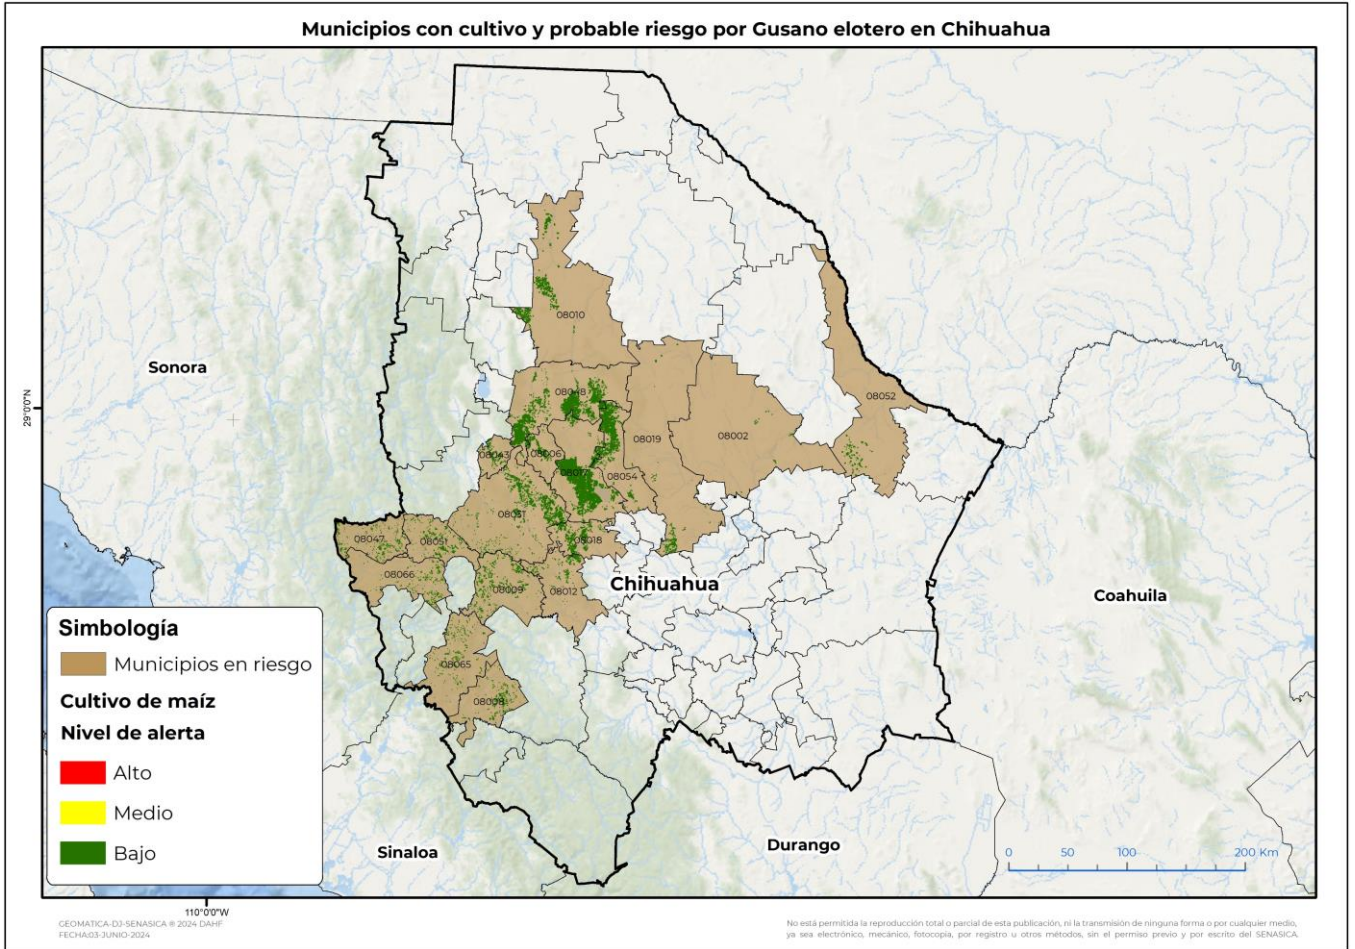 Municipios con cultivo y probable riesgo por Gusano elotero en Chihuahua
08010
Sonora
29°0'0"N
08048
08052
08019
08002
08043
08006
08017
08054
08031
08047
08051
08018
08066
08009
08012
Chihuahua
Coahuila
08065
08008
Simbología
Municipios en riesgo
Cultivo de maíz
Nivel de alerta
Alto
Medio
Bajo
Sinaloa
Durango
0 50 100 200 Km
110°0'0"W
GEOMATICA-DJ-SENASICA ® 2024 DAHF
FECHA:03-JUNIO-2024
No está permitida la reproducción total o parcial de esta publicación, ni la transmisión de ninguna forma o por cualquier medio,
ya sea electrónico, mecánico, fotocopia, por registro u otros métodos, sin el permiso previo y por escrito del SENASICA.